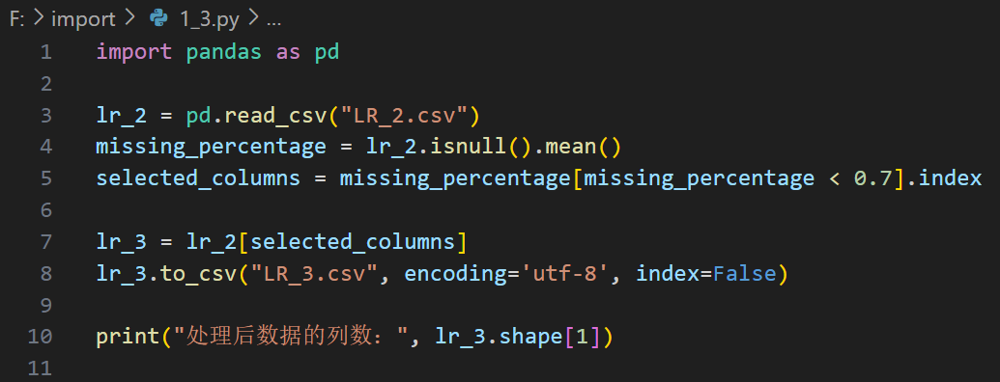 F: > import > 1_3.py > ...
1 import pandas as pd
2
3 lr_2 = pd.read_csv("LR_2.csv")
4 missing_percentage = lr_2.isnull().mean()
5 selected_columns = missing_percentage[missing_percentage < 0.7].index
6
7 lr_3 = lr_2[selected_columns]
8 lr_3.to_csv("LR_3.csv", encoding='utf-8', index=False)
9
10 print("处理后数据的列数：", lr_3.shape[1])
11